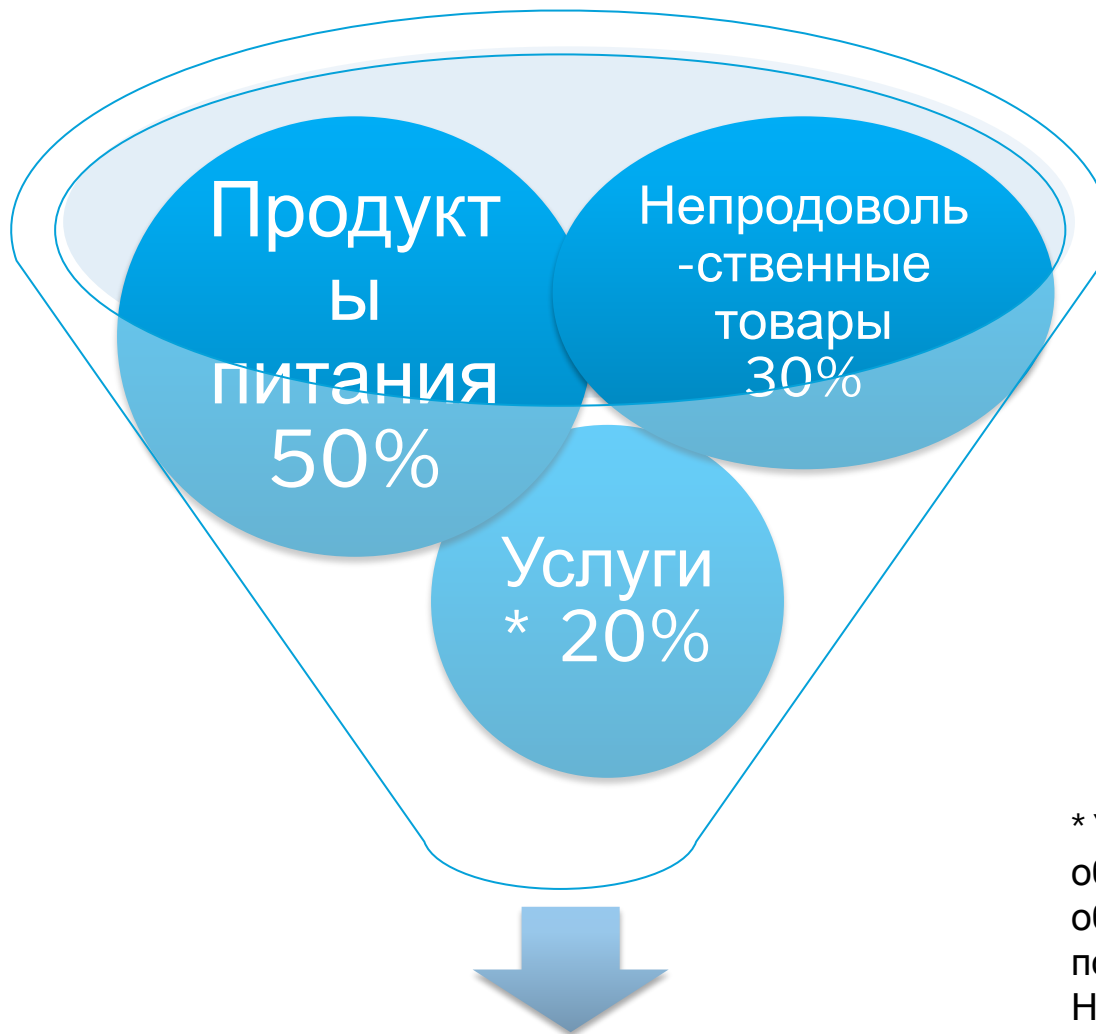 Продукт
ы
питания
50%
Непродоволь
-ственные
товары
30%
Услуги
* 20%
*